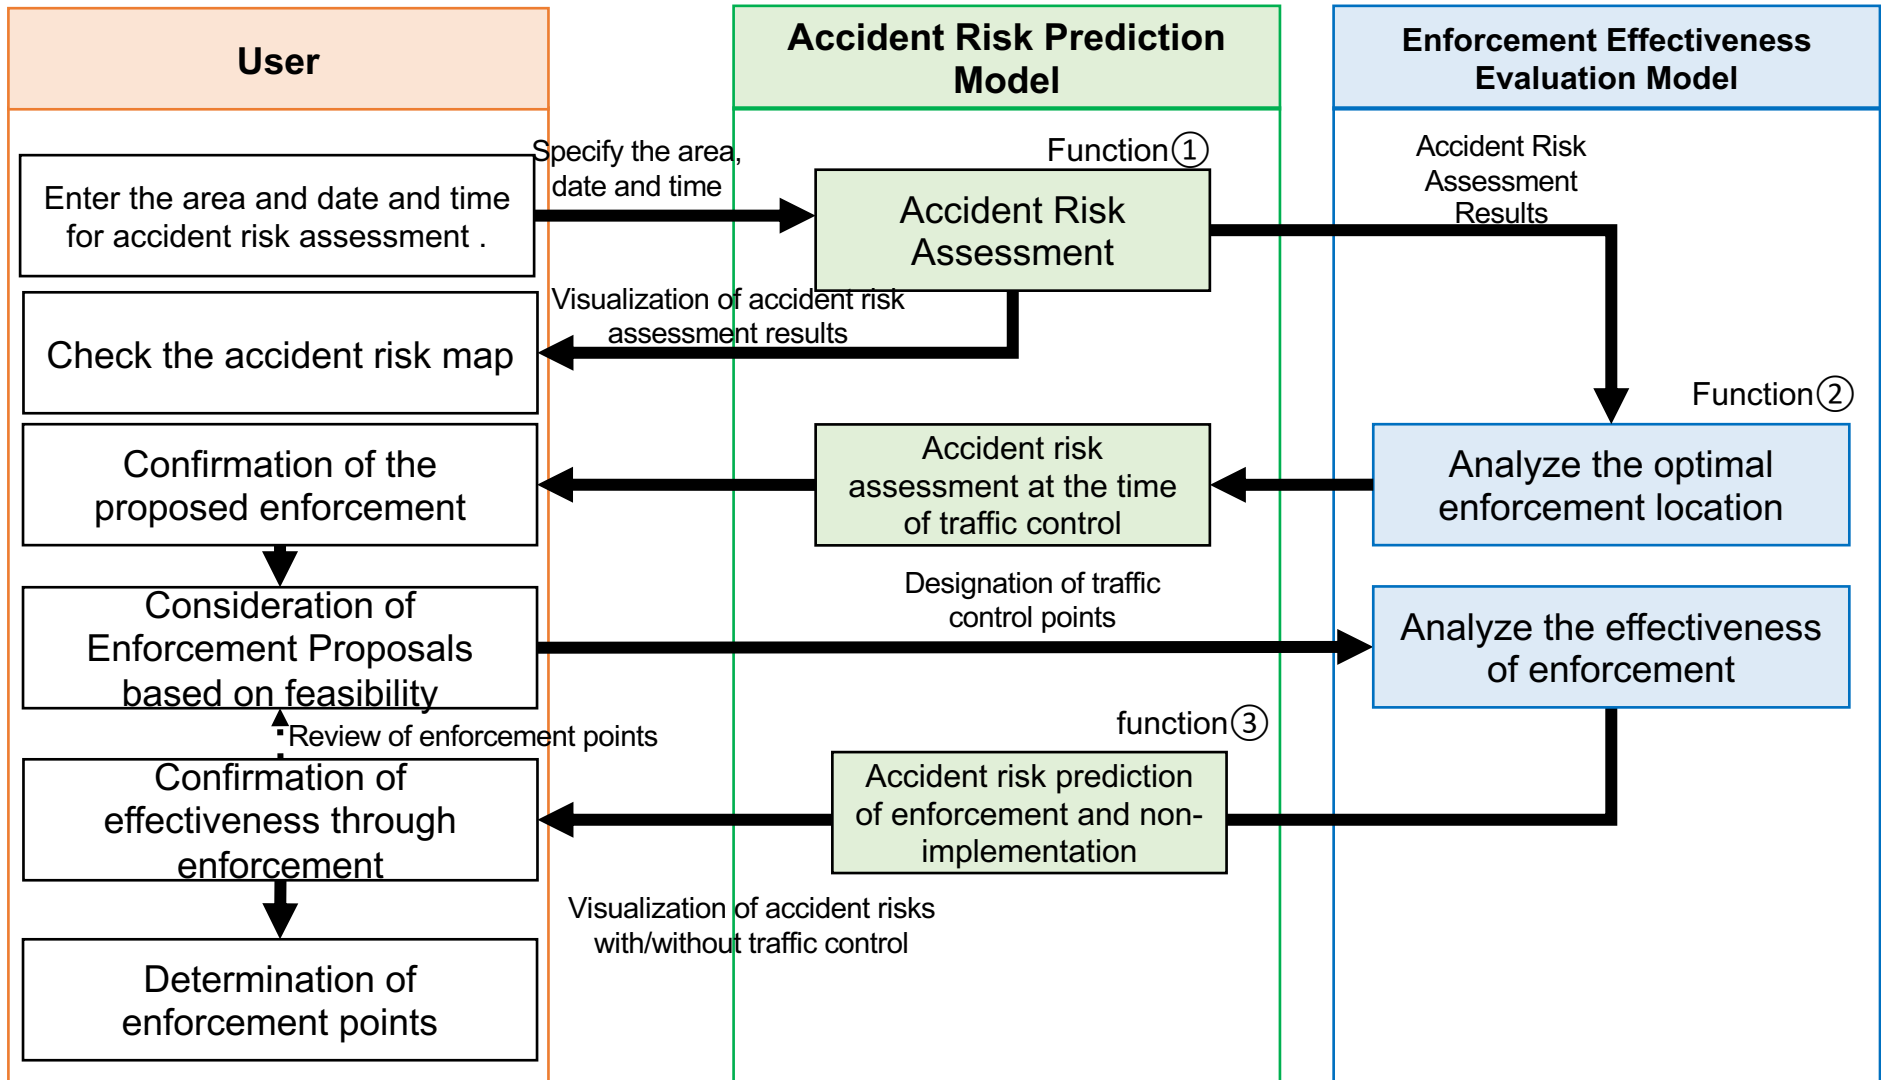 User
Accident Risk Prediction
Model
Enforcement Effectiveness
Evaluation Model
Enter the area and date and time
for accident risk assessment .
Specify the area,
date and time
Function①
Accident Risk
Assessment
Accident Risk
Assessment
Results
Visualization of accident risk
assessment results
Check the accident risk map
Function②
Confirmation of the
proposed enforcement
Accident risk
assessment at the time
of traffic control
Analyze the optimal
enforcement location
Consideration of
Enforcement Proposals
based on feasibility
Designation of traffic
control points
Analyze the effectiveness
of enforcement
Review of enforcement points
function③
Confirmation of
effectiveness through
enforcement
Accident risk prediction
of enforcement and non-
implementation
Visualization of accident risks
with/without traffic control
Determination of
enforcement points